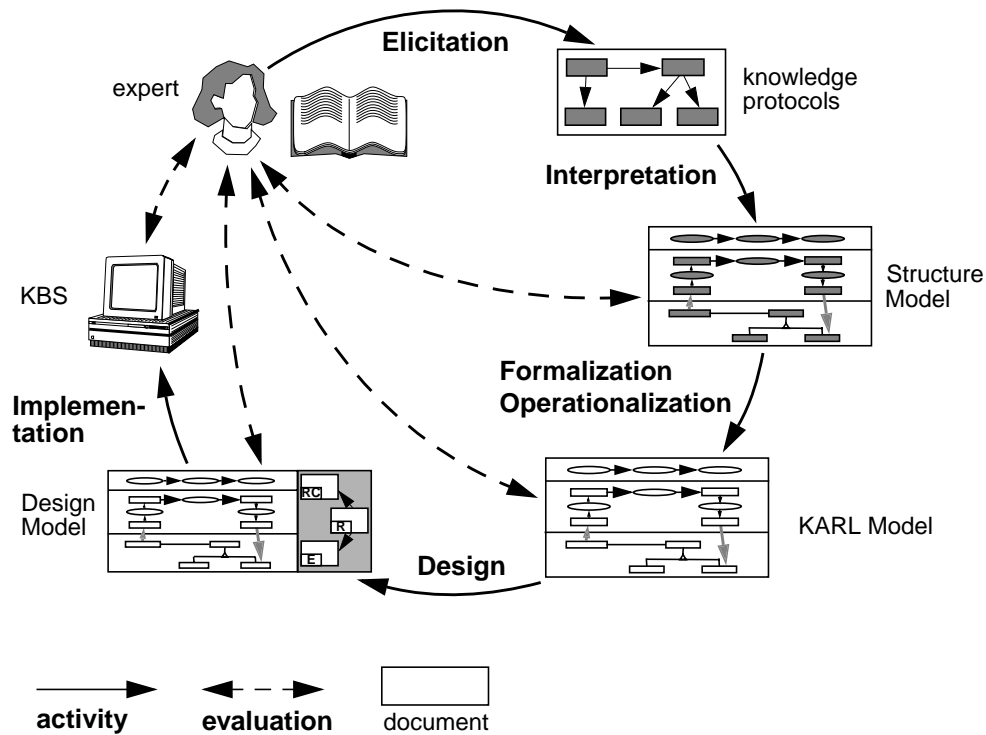 Elicitation
expert
knowledge
protocols
Interpretation
Structure
Model
KBS
Formalization
Operationalization
Implemen-
tation
Design
Model
RC
R
E
KARL Model
Design
activity
evaluation
document